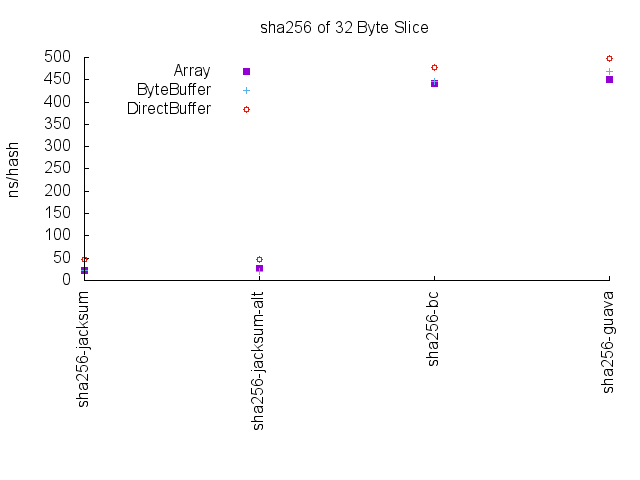 sha256 of 32 Byte Slice
500
450
400
350
300
250
200
150
100
50
0
ns/hash
Array
ByteBuffer
DirectBuffer
sha256-jacksum
sha256-jacksum-alt
sha256-bc
sha256-guava